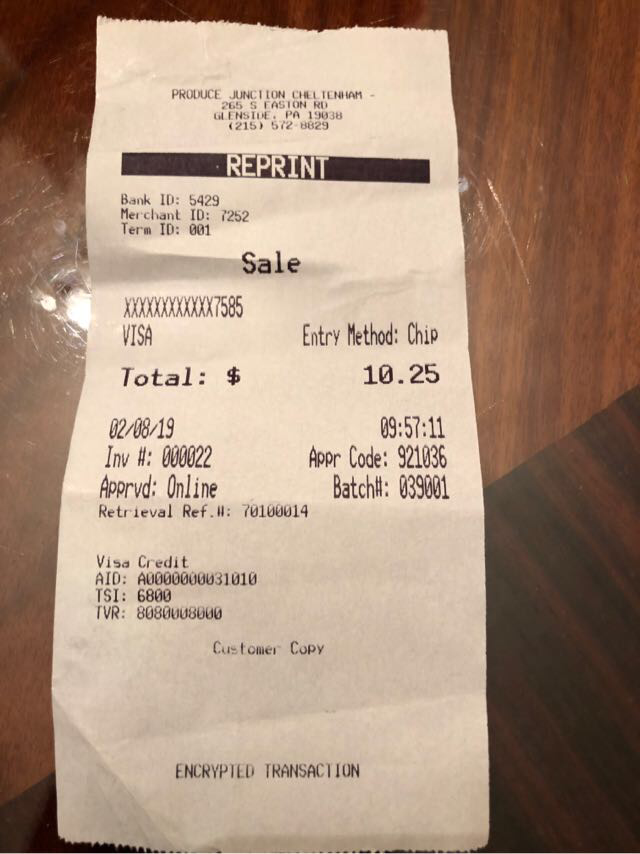 PRODUCE JUNCTION CHELTENHAM -
265 S EASTON RD
GLENSIDE, PA 19038
(215) 572-8829
REPRINT
Bank ID: 5429
Merchant ID: 7252
Term ID: 001
Sale
XXXXXXXXXXXX7585
VISA Entry Method: Chip
Total: $ 10.25
02/08/19 09:57:11
Inv #: 000022 Appr Code: 921036
Apprvd: Online Batch#: 039001
Retrieval Ref.#: 70100014
Visa Credit
AID: A0000000031010
TSI: 6800
TVR: 8080008000
Customer Copy
ENCRYPTED TRANSACTION